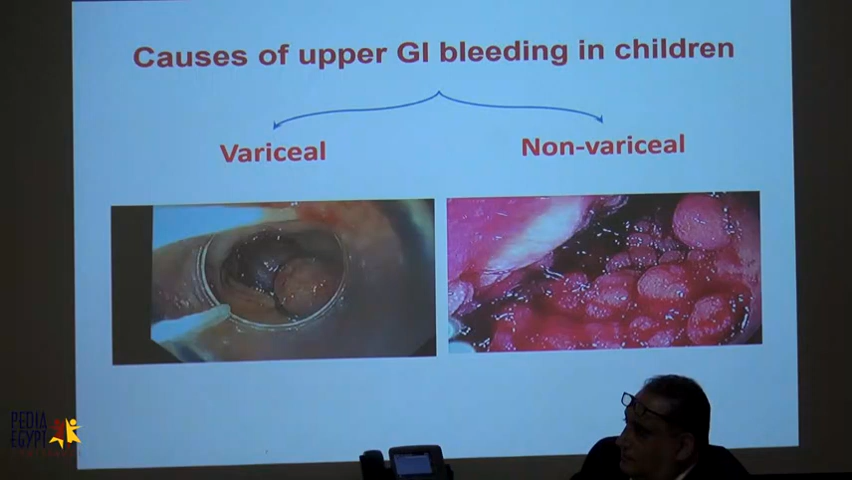 Causes of upper GI bleeding in children
Variceal
Non-variceal
PEDIA
EGYPT